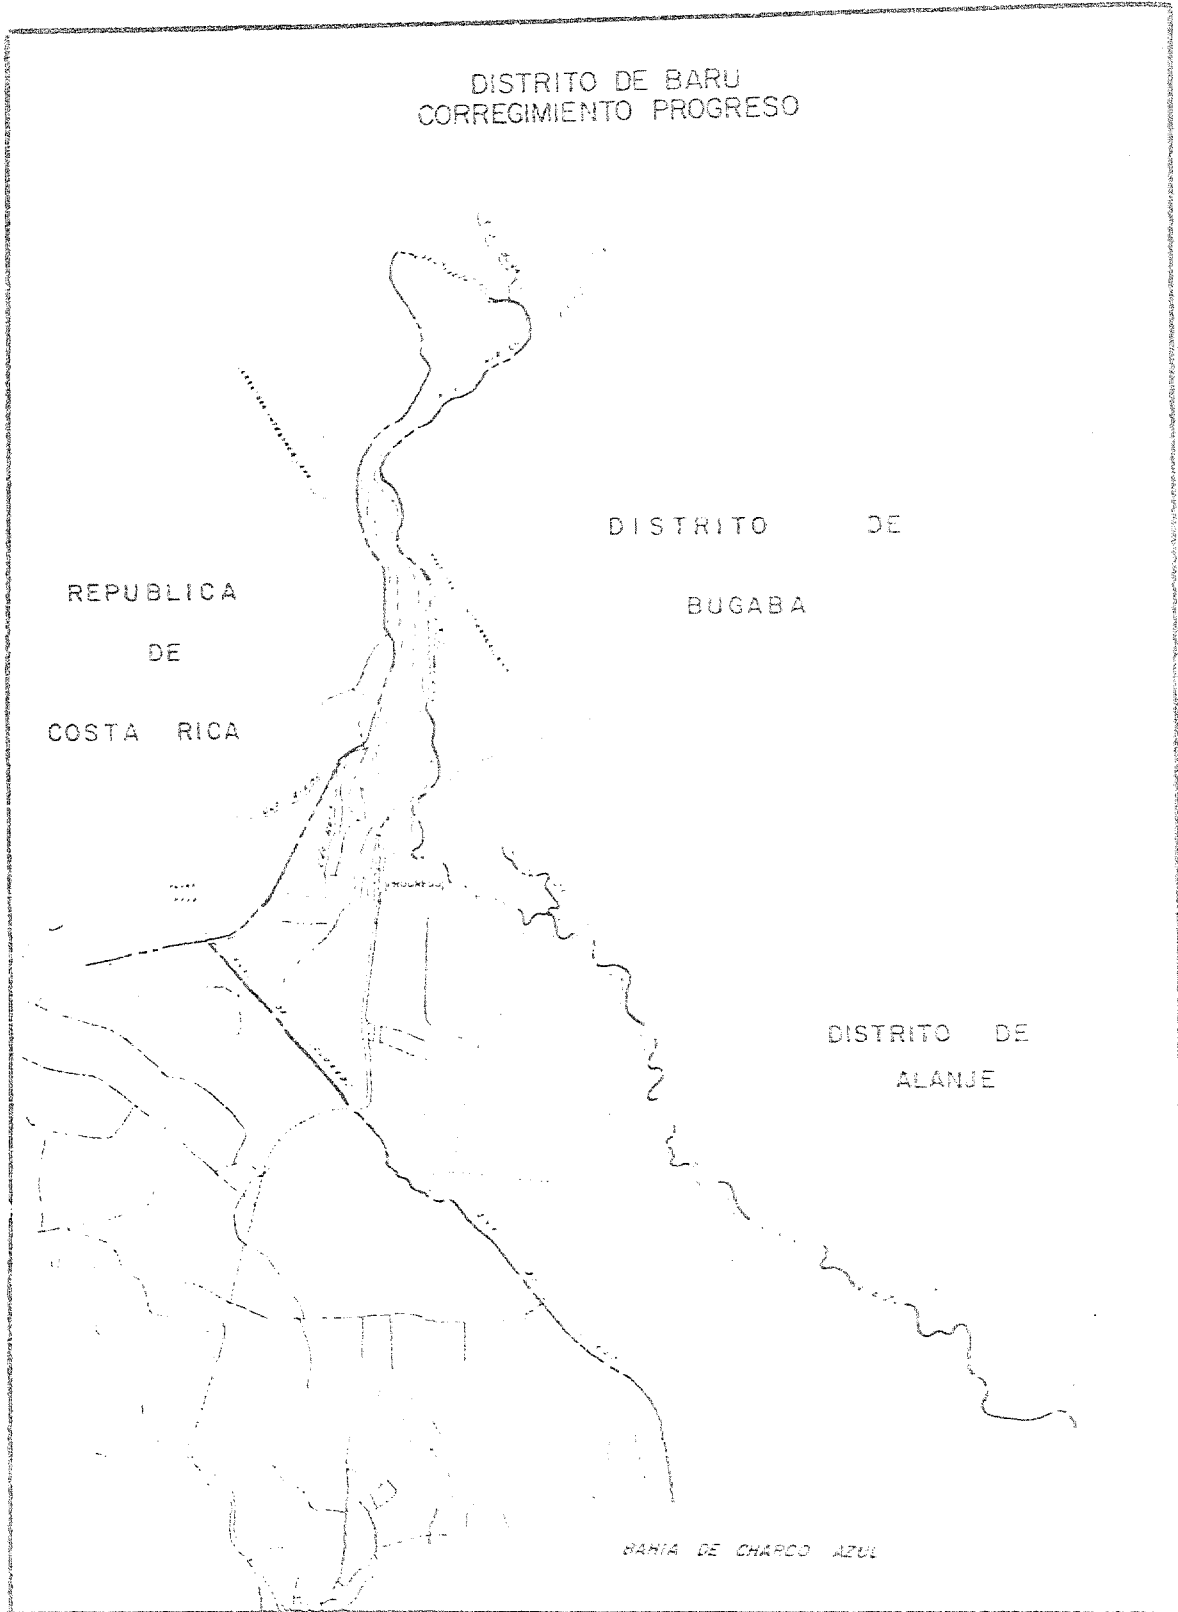 DISTRITO DE BARU
CORREGIMIENTO PROGRESO
DISTRITO DE
BUGABA
REPUBLICA
DE
COSTA RICA
PROGRESO
DISTRITO DE
ALANJE
BAHIA DE CHARCO AZUL